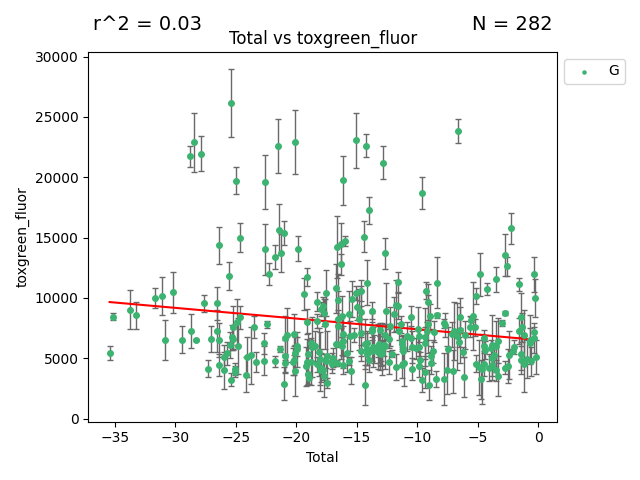 r^2 = 0.03
N = 282
Total vs toxgreen_fluor
G
30000
25000
20000
15000
10000
5000
0
toxgreen_fluor
−35 −30 −25 −20 −15 −10 −5 0
Total